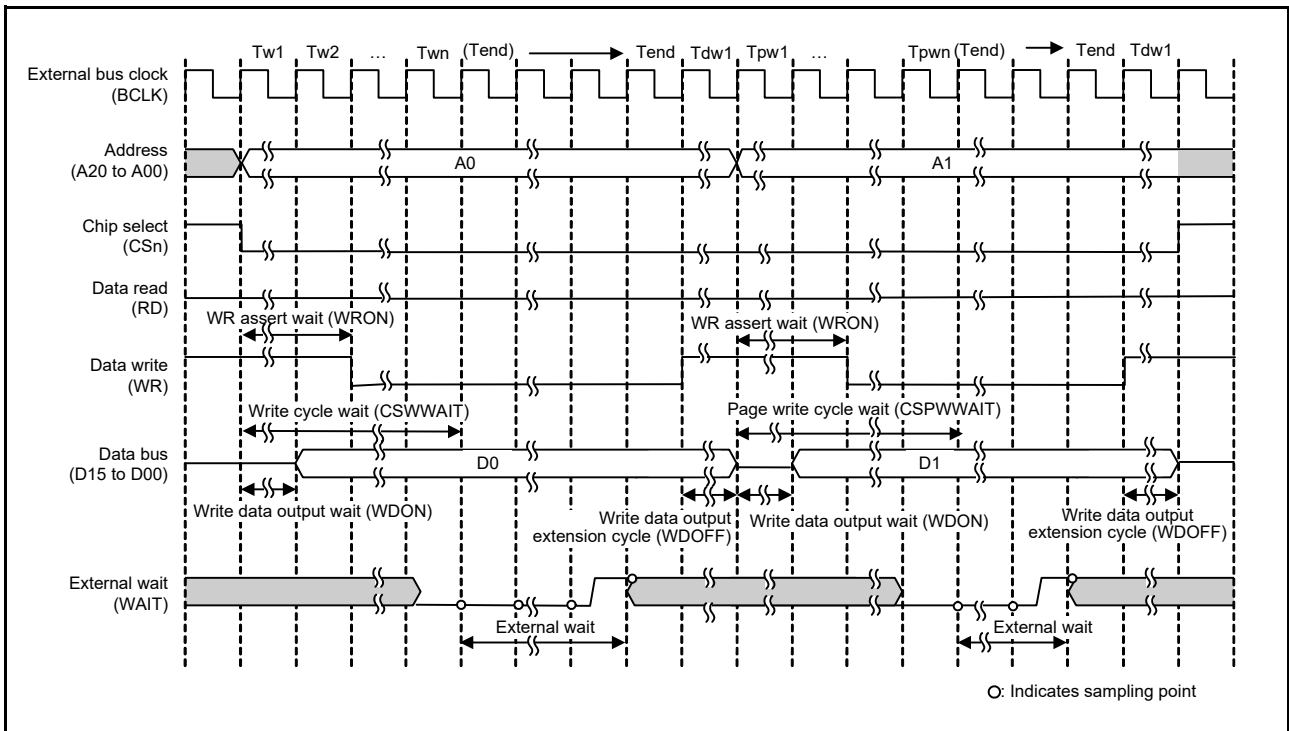 Tw1 Tw2 … Twn (Tend) Tend Tdw1 Tpw1 … Tpwn (Tend) Tend Tdw1
External bus clock
(BCLK)
Address
(A20 to A00)
A0 A1
Chip select
(CSn)
Data read
(RD)
WR assert wait (WRON) WR assert wait (WRON)
Data write
(WR)
Write cycle wait (CSWWAIT) Page write cycle wait (CSPWWAIT)
Data bus
(D15 to D00)
D0 D1
Write data output wait (WDON) Write data output
extension cycle (WDOFF)
Write data output wait (WDON) Write data output
extension cycle (WDOFF)
External wait
(WAIT)
External wait External wait
O: Indicates sampling point